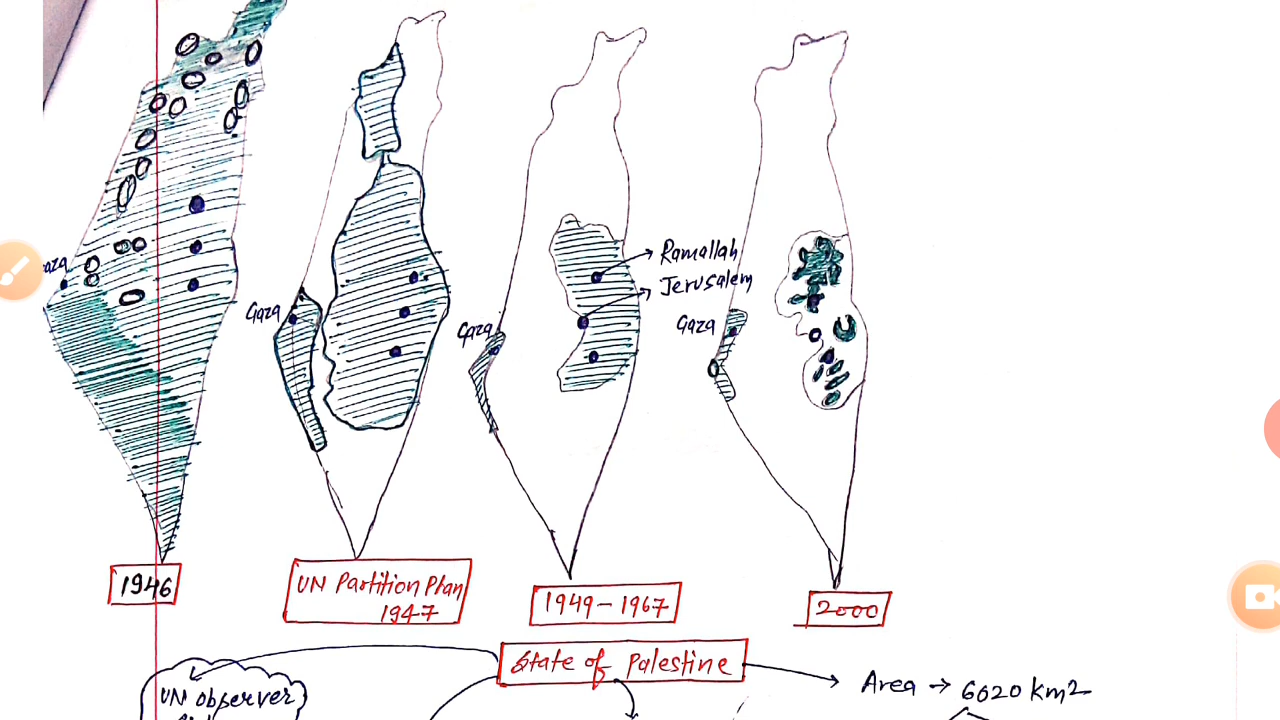 Ramallah
Jerusalem
Gaza
Gaza
Gaza
1946
UN Partition Plan
1947
1949-1967
2000
State of Palestine
UN observer
Area → 6020 km2